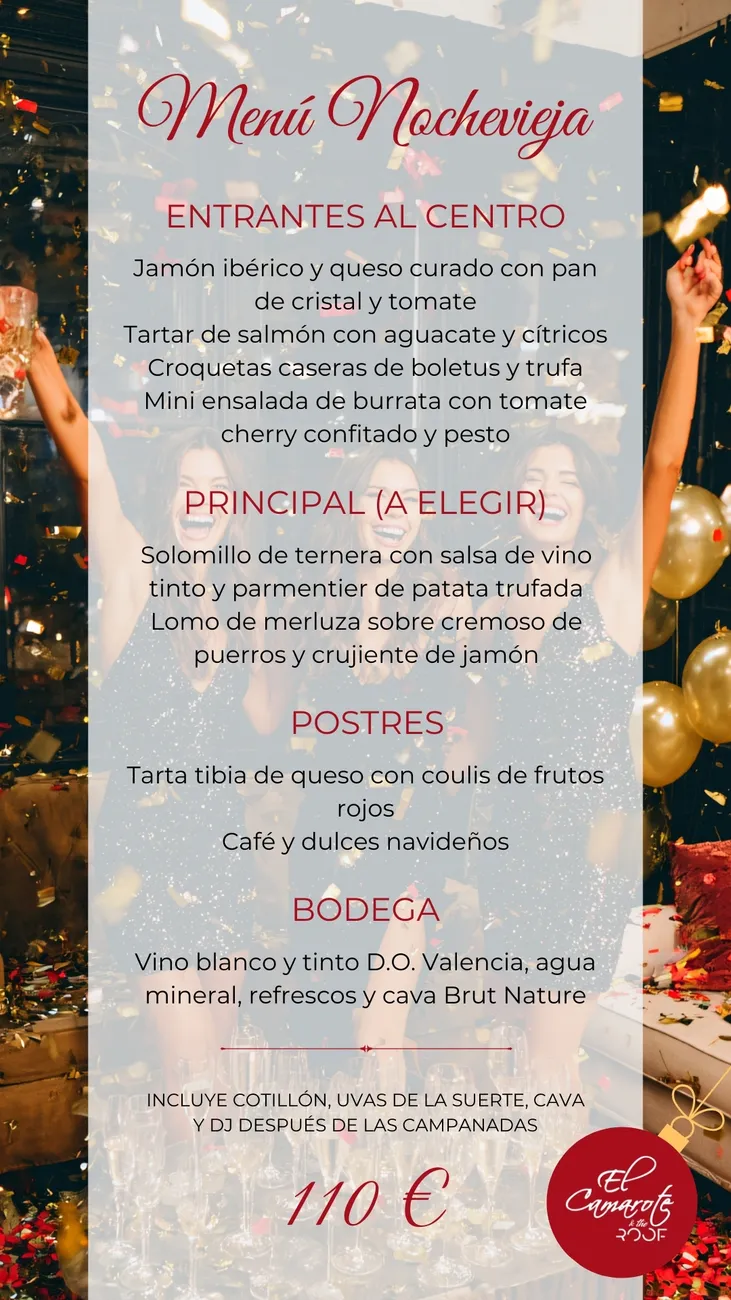 Menú Nochevieja
ENTRANTES AL CENTRO
Jamón ibérico y queso curado con pan
de cristal y tomate
Tartar de salmón con aguacate y cítricos
Croquetas caseras de boletus y trufa
Mini ensalada de burrata con tomate
cherry confitado y pesto
PRINCIPAL (A ELEGIR)
Solomillo de ternera con salsa de vino
tinto y parmentier de patata trufada
Lomo de merluza sobre cremoso de
puerros y crujiente de jamón
POSTRES
Tarta tibia de queso con coulis de frutos
rojos
Café y dulces navideños
BODEGA
Vino blanco y tinto D.O. Valencia, agua
mineral, refrescos y cava Brut Nature
INCLUYE COTILLÓN, UVAS DE LA SUERTE, CAVA
Y DJ DESPUÉS DE LAS CAMPANADAS
110 €
El
Camarote
& the
ROOF